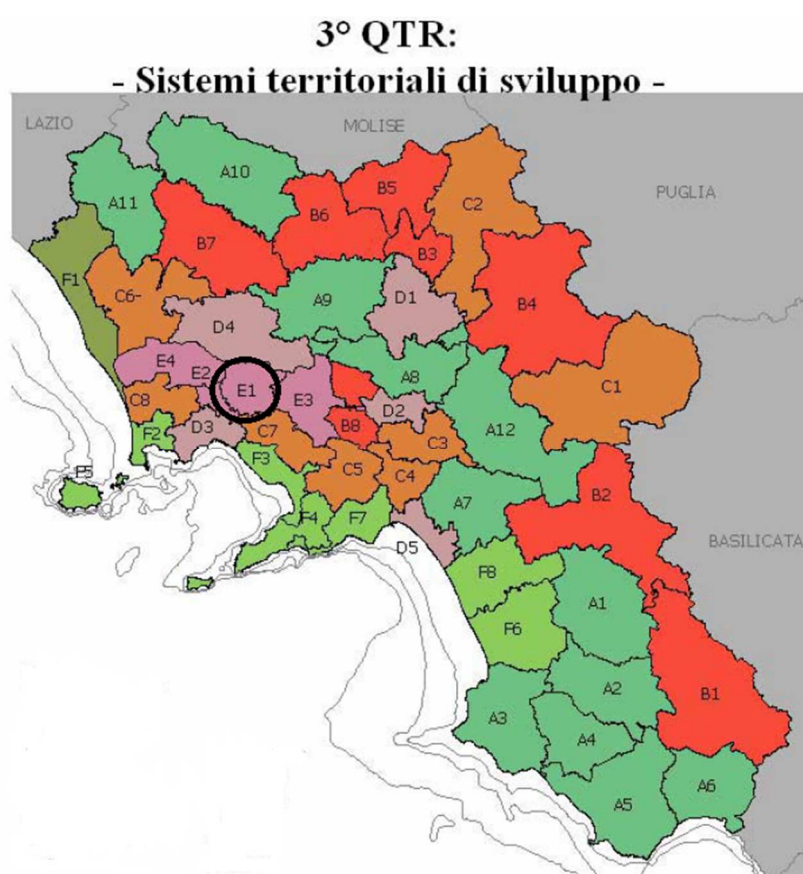 3° QTR:
- Sistemi territoriali di sviluppo -
LAZIO
MOLISE
PUGLIA
A10
A11
B5
B6
C2
B7
B3
F1
C6-
A9
D1
B4
D4
E4
E2
E1
E3
A8
C1
C8
D2
F2
D3
C7
B8
C3
A12
F3
C5
C4
F5
A7
B2
F4
F7
D5
BASILICATA
F8
A1
F6
A2
B1
A3
A4
A6
A5